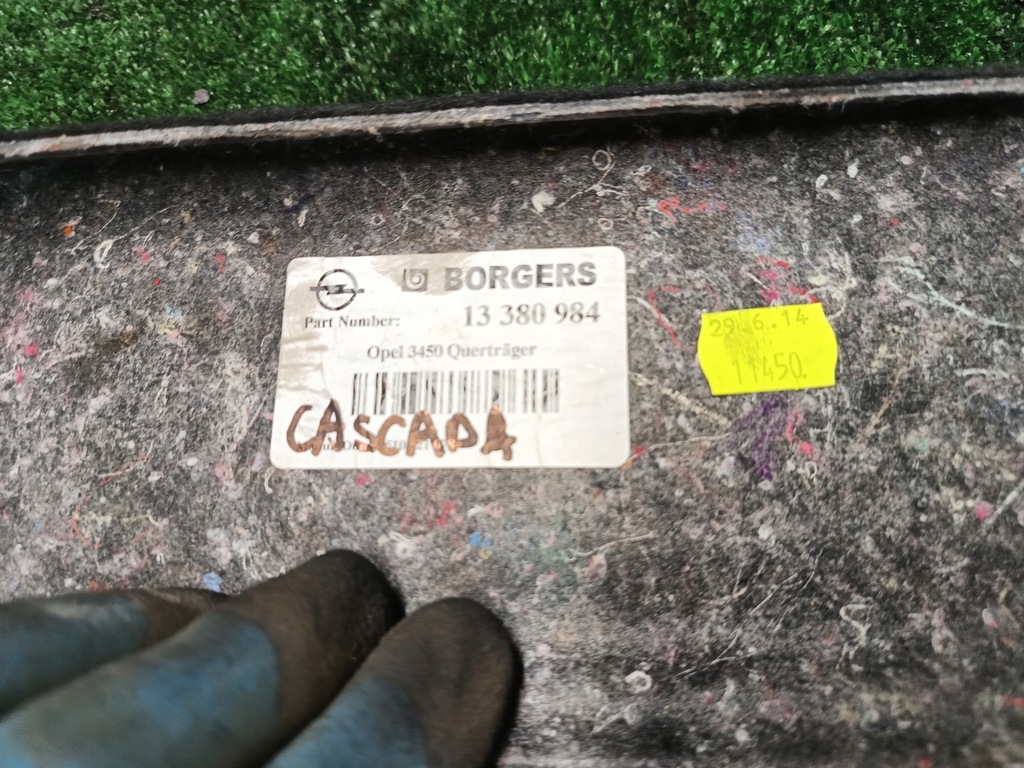 BORGERS
Part Number: 13 380 984
Opel 3450 Querträger
CASCADA
29.6.14
11450.